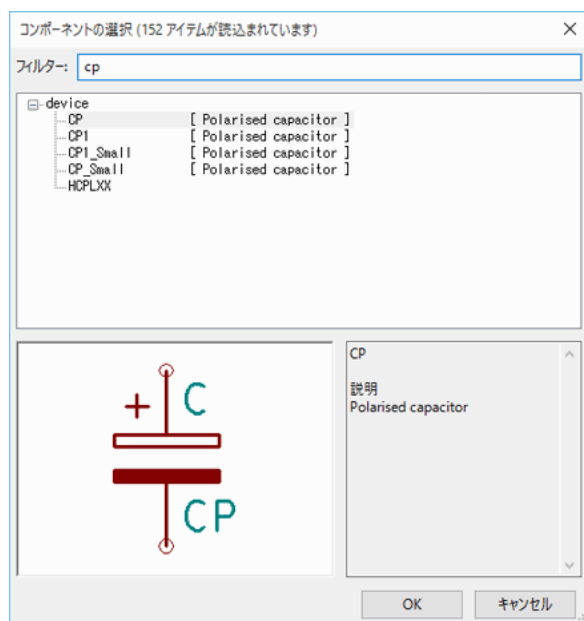 コンポーネントの選択 (152 アイテムが読込まれています)
フィルター: cp
device
CP [ Polarised capacitor ]
CP1 [ Polarised capacitor ]
CP1_Small [ Polarised capacitor ]
CP_Small [ Polarised capacitor ]
HCPLXX
+ C
CP
CP
説明
Polarised capacitor
OK キャンセル